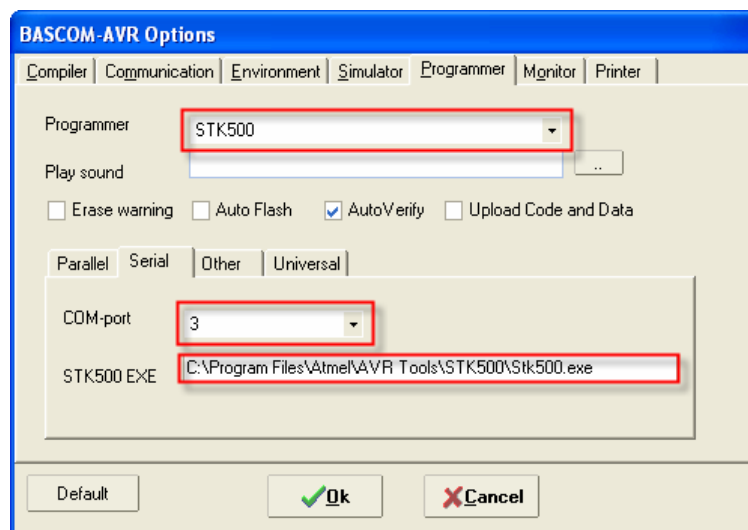 BASCOM-AVR Options
Compiler Communication Environment Simulator Programmer Monitor Printer
Programmer STK500
Play sound ..
Erase warning Auto Flash AutoVerify Upload Code and Data
Parallel Serial Other Universal
COM-port 3
STK500 EXE C:\Program Files\Atmel\AVR Tools\STK500\Stk500.exe
Default Ok Cancel